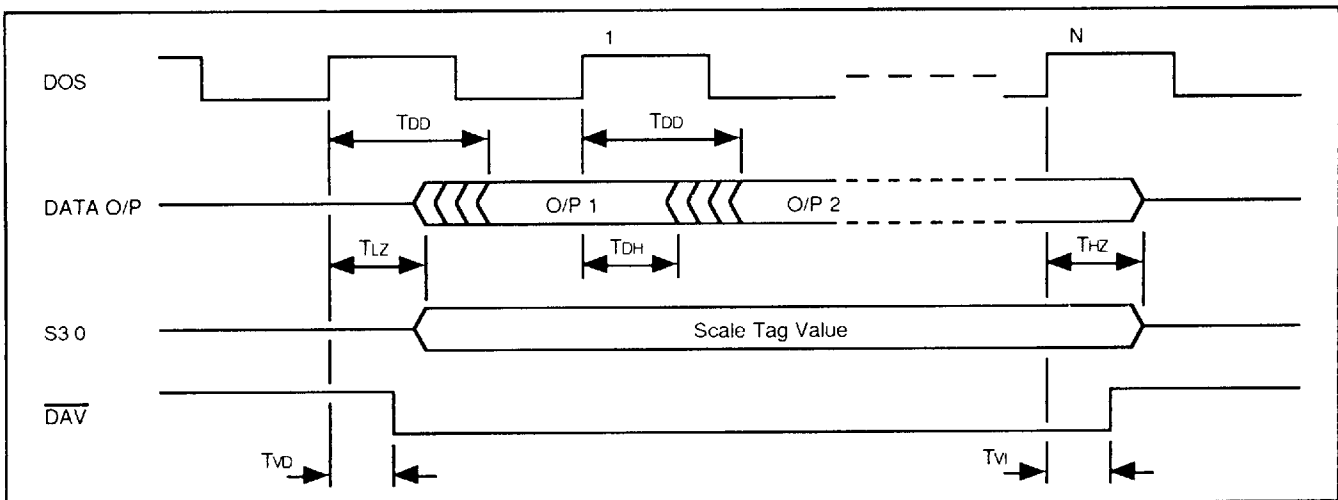 1 N
DOS
TDD TDD
DATA O/P O/P 1 O/P 2
TLZ TDH THZ
S3 0 Scale Tag Value
DAV
TVD TVI